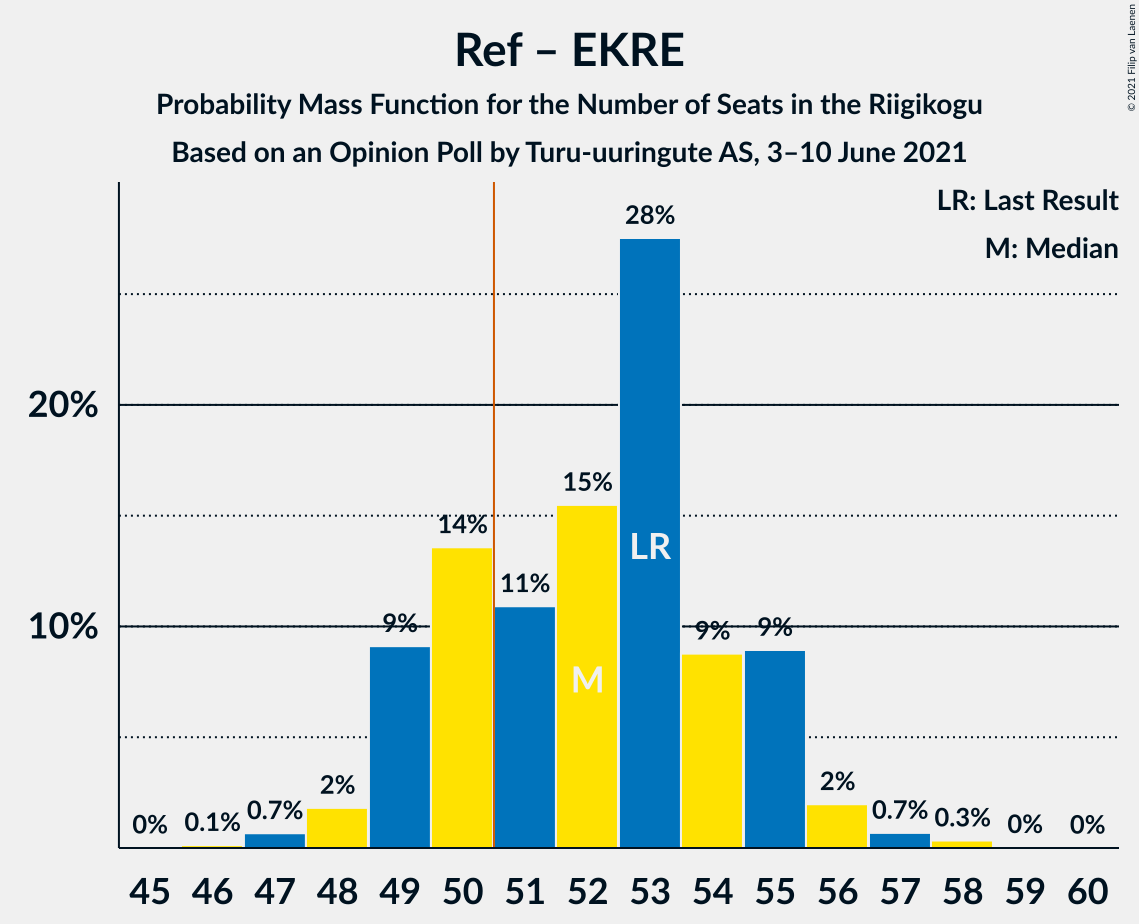 Ref – EKRE
Probability Mass Function for the Number of Seats in the Riigikogu
Based on an Opinion Poll by Turu-uuringute AS, 3–10 June 2021
© 2021 Filip van Laenen
LR: Last Result
M: Median
20%
10%
0% 0.1% 0.7% 2% 9% 14% 11% 15% 28% 9% 9% 2% 0.7% 0.3% 0% 0%
LR
M
45 46 47 48 49 50 51 52 53 54 55 56 57 58 59 60